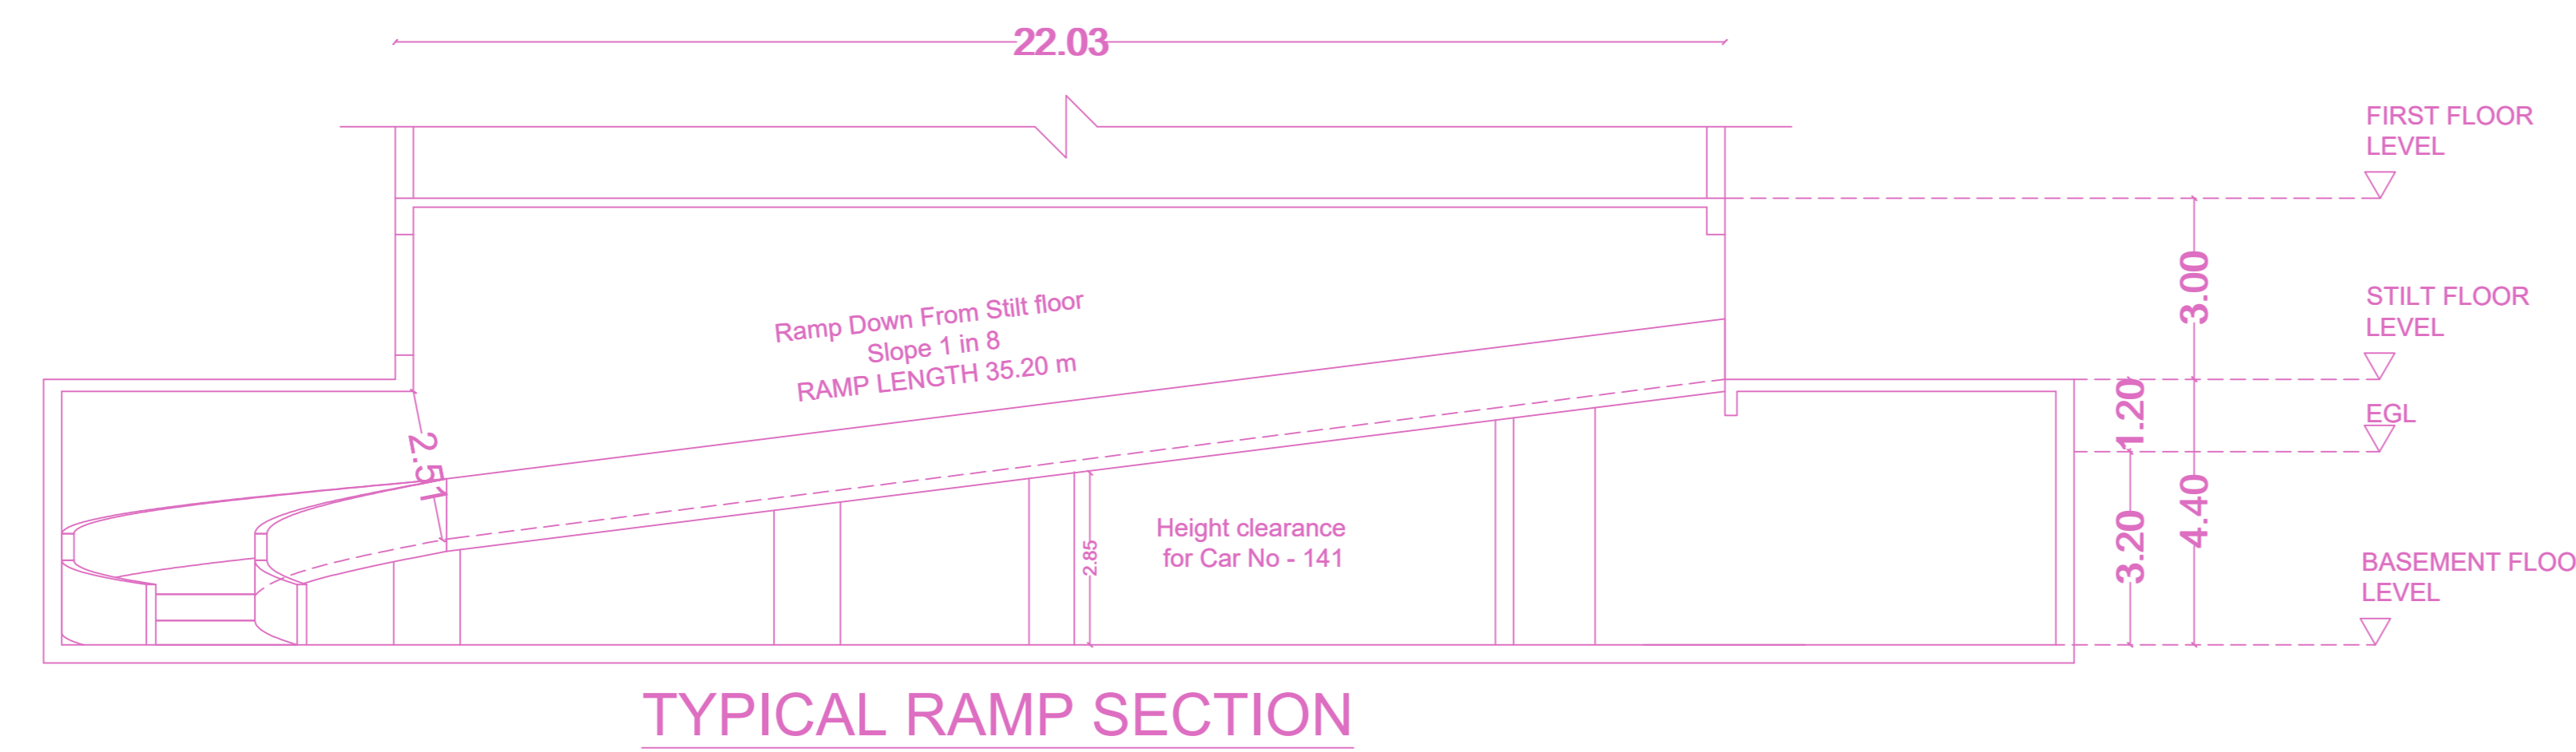 22.03
FIRST FLOOR
LEVEL
3.00
Ramp Down From Stilt floor
Slope 1 in 8
RAMP LENGTH 35.20 m
STILT FLOOR
LEVEL
1.20
EGL
2.51
4.40
3.20
2.85
Height clearance
for Car No - 141
BASEMENT FLOO
LEVEL
TYPICAL RAMP SECTION